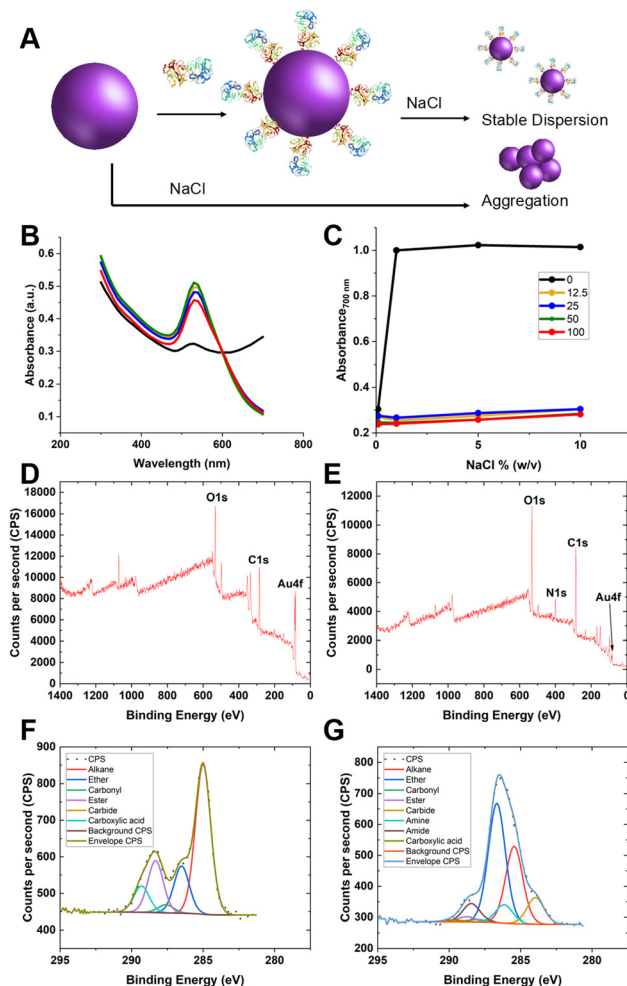 A
NaCl
Stable Dispersion
NaCl
Aggregation
B
Absorbance (a.u.)
0.6
0.5
0.4
0.3
0.2
0.1
200
400
600
800
Wavelength (nm)
C
Absorbance700 nm
1.0
0.8
0.6
0.4
0.2
0
12.5
25
50
100
0
5
10
NaCl % (w/v)
D
Counts per second (CPS)
18000
16000
14000
12000
10000
8000
6000
4000
2000
0
O1s
C1s
Au4f
1400 1200 1000 800 600 400 200 0
Binding Energy (eV)
E
Counts per second (CPS)
12000
10000
8000
6000
4000
2000
0
O1s
C1s
N1s
Au4f
1400 1200 1000 800 600 400 200 0
Binding Energy (eV)
F
Counts per second (CPS)
900
800
700
600
500
400
CPS
Alkane
Ether
Carbonyl
Ester
Carbide
Carboxylic acid
Background CPS
Envelope CPS
295 290 285 280
Binding Energy (eV)
G
Counts per second (CPS)
800
700
600
500
400
300
200
CPS
Alkane
Ether
Carbonyl
Ester
Carbide
Amine
Amide
Carboxylic acid
Background CPS
Envelope CPS
295 290 285 280
Binding Energy (eV)